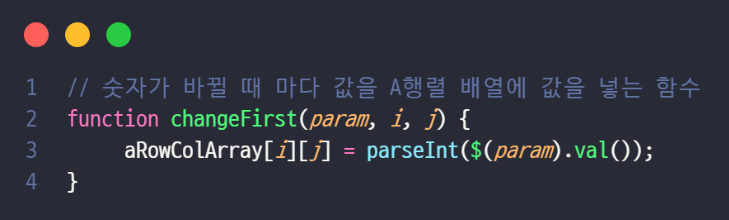 1 // 숫자가 바뀔 때 마다 값을 A행렬 배열에 값을 넣는 함수
2 function changeFirst(param, i, j) {
3     aRowColArray[i][j] = parseInt($(param).val());
4 }